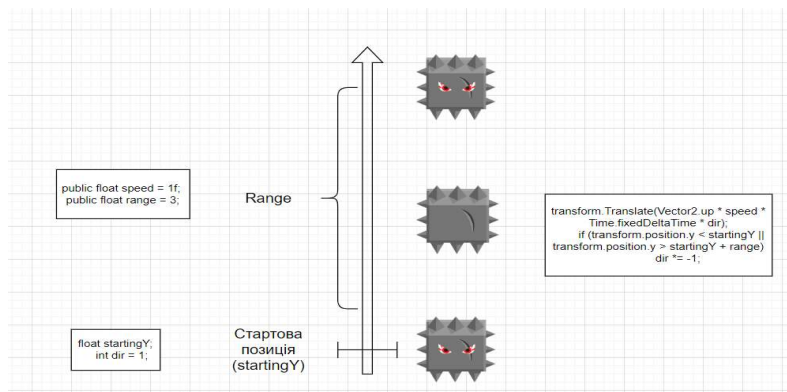 public float speed = 1f;
public float range = 3;
Range
transform.Translate(Vector2.up * speed *
Time.fixedDeltaTime * dir);
if (transform.position.y < startingY ||
transform.position.y > startingY + range)
dir *= -1;
float startingY;
int dir = 1;
Стартова
позиція
(startingY)